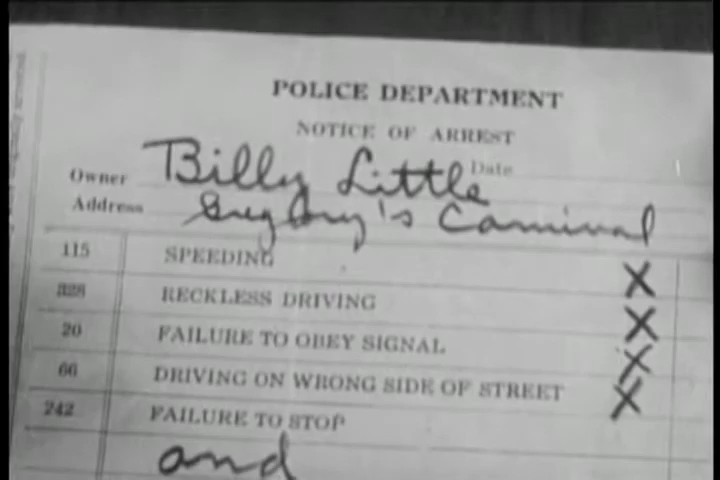 POLICE DEPARTMENT
NOTICE OF ARREST
Owner Billy Little Date
Address Gregory's Carnival
115 SPEEDING X
328 RECKLESS DRIVING X
20 FAILURE TO OBEY SIGNAL X
66 DRIVING ON WRONG SIDE OF STREET X
242 FAILURE TO STOP
and